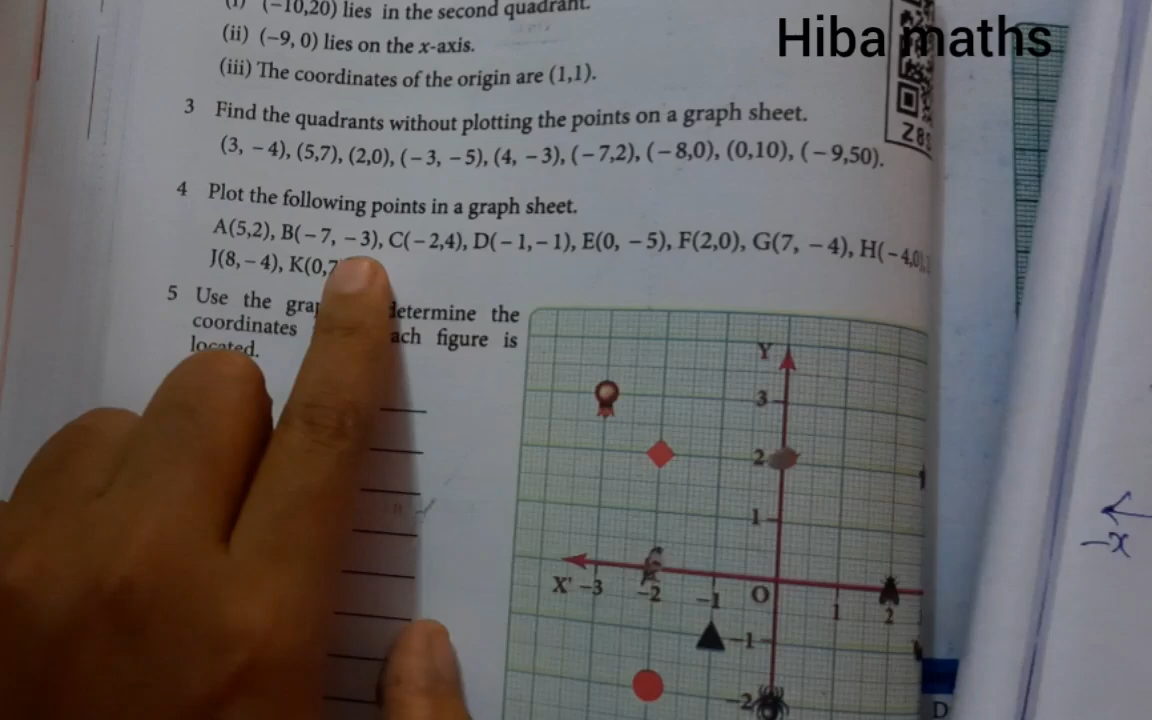 (i) (−10,20) lies in the second quadrant.
Hiba maths
(ii) (−9, 0) lies on the x-axis.
(iii) The coordinates of the origin are (1,1).
Z8
3 Find the quadrants without plotting the points on a graph sheet.
(3, −4), (5,7), (2,0), (−3, −5), (4, −3), (−7,2), (−8,0), (0,10), (−9,50).
4 Plot the following points in a graph sheet.
A(5,2), B(−7, −3), C(−2,4), D(−1,−1), E(0, −5), F(2,0), G(7, −4), H(−4,0),
J(8,−4), K(0,7
5 Use the determine the
coordinates each figure is
located.
Y
3
2
1
X' −3 −2 −1 O 1 2
−1
−2
−x
D